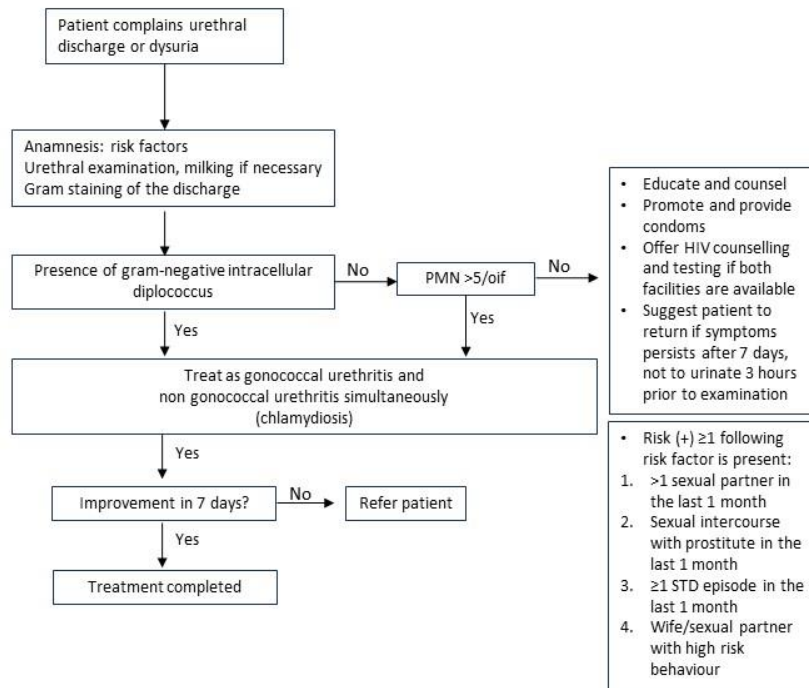 Patient complains urethral
discharge or dysuria
Anamnesis: risk factors
Urethral examination, milking if necessary
Gram staining of the discharge
Presence of gram-negative intracellular
diplococcus
No
PMN >5/oif
No
Yes
Yes
• Educate and counsel
• Promote and provide
condoms
• Offer HIV counselling
and testing if both
facilities are available
• Suggest patient to
return if symptoms
persists after 7 days,
not to urinate 3 hours
prior to examination
Treat as gonococcal urethritis and
non gonococcal urethritis simultaneously
(chlamydiosis)
Yes
Improvement in 7 days?
No
Refer patient
Yes
Treatment completed
• Risk (+) ≥1 following
risk factor is present:
1. >1 sexual partner in
the last 1 month
2. Sexual intercourse
with prostitute in the
last 1 month
3. ≥1 STD episode in the
last 1 month
4. Wife/sexual partner
with high risk
behaviour